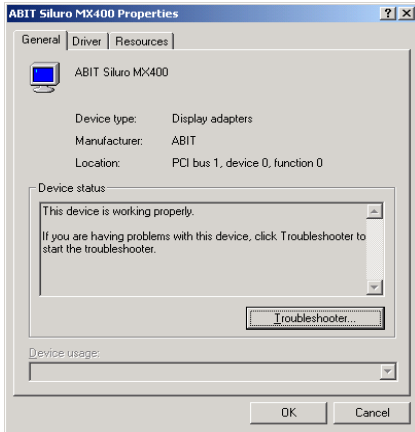 ABIT Siluro MX400 Properties
General
Driver
Resources
ABIT Siluro MX400
Device type: Display adapters
Manufacturer: ABIT
Location: PCI bus 1, device 0, function 0
Device status
This device is working properly.
If you are having problems with this device, click Troubleshooter to
start the troubleshooter.
Troubleshooter...
Device usage:
OK Cancel